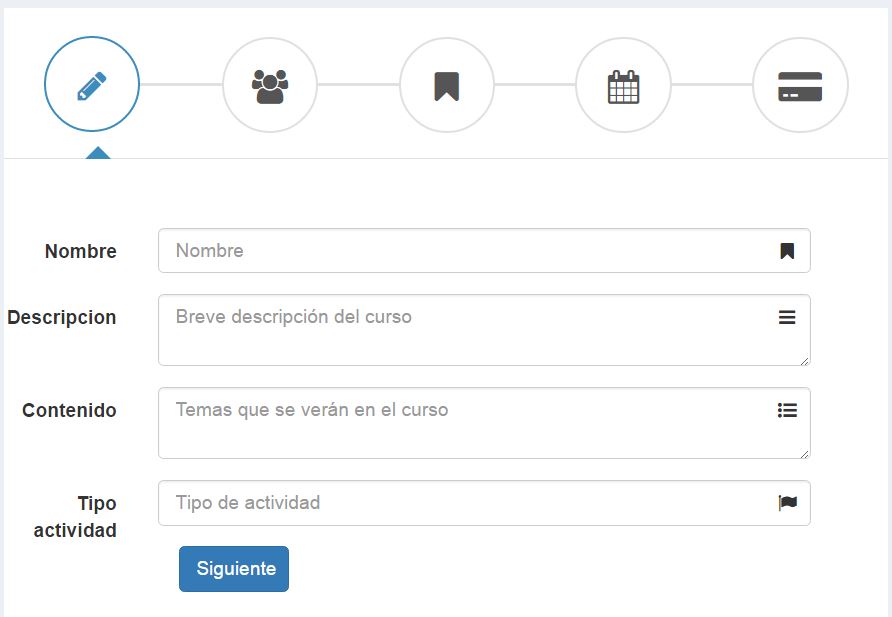 Nombre
Nombre
Descripcion
Breve descripción del curso
Contenido
Temas que se verán en el curso
Tipo
actividad
Tipo de actividad
Siguiente